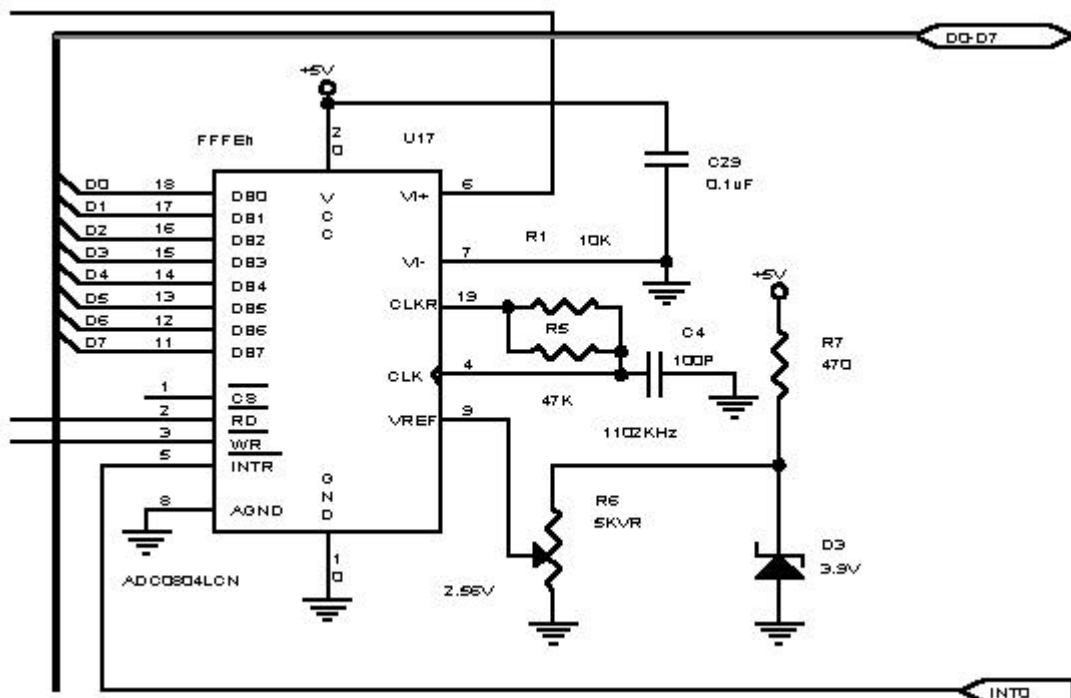 D0-D7
+5V
FFFEh
20
U17
C29
0.1uF
D0 18 DB0
D1 17 DB1
D2 16 DB2
D3 15 DB3
D4 14 DB4
D5 13 DB5
D6 12 DB6
D7 11 DB7
VCC
VI+ 6
VI- 7
R1 10K
CLKR 19
R5
47K
CLK 4
C4
100P
1102KHz
VREF 9
1 CS
2 RD
3 WR
5 INTR
8 AGND
GND
10
ADC0804LCN
+5V
R7
470
R6
5KVR
2.56V
D3
3.9V
INT0